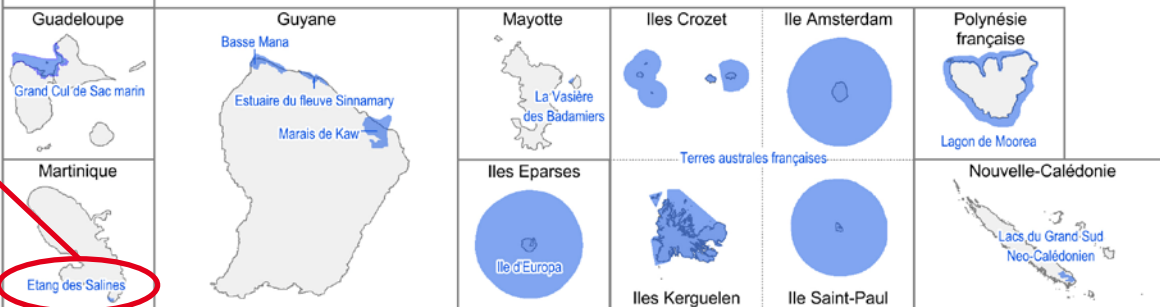 Guadeloupe
Grand Cul de Sac marin
Guyane
Basse Mana
Estuaire du fleuve Sinnamary
Marais de Kaw
Mayotte
La Vasière
des Badamiers
Iles Crozet
Ile Amsterdam
Terres australes françaises
Polynésie
française
Lagon de Moorea
Martinique
Etang des Salines
Iles Eparses
Ile d'Europa
Iles Kerguelen
Ile Saint-Paul
Nouvelle-Calédonie
Lacs du Grand Sud
Neo-Calédonien